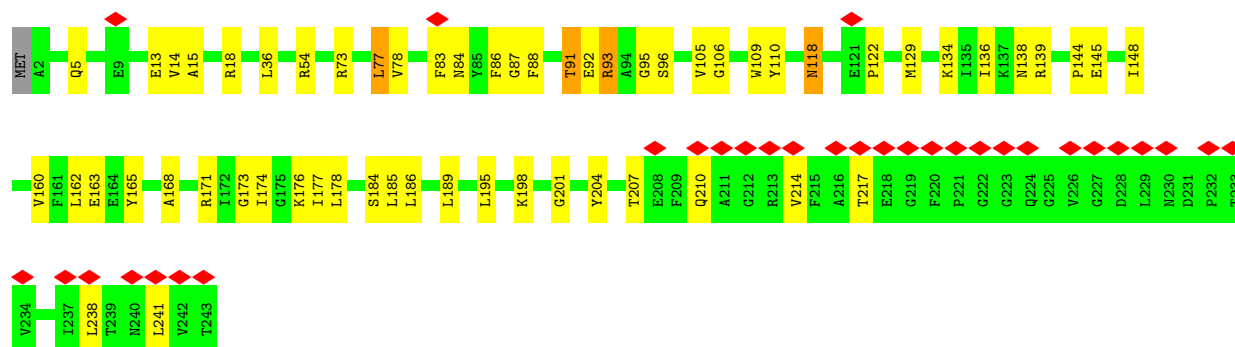 MET A2 Q5 E9 E13 V14 A15 R18 L36 R54 R73 L77 V78 F83 N84 Y85 F86 G87 F88 T91 E92 R93 A94 G95 S96 V105 G106 W109 Y110 N118 E121 P122 M129 K134 I135 I136 K137 N138 R139 P144 E145 I148
V160 F161 L162 E163 E164 Y165 A168 R171 I172 G173 I174 G175 K176 I177 L178 S184 L185 L186 L189 L195 K198 G201 Y204 T207 E208 F209 Q210 A211 G212 R213 V214 F215 A216 T217 E218 G219 F220 P221 G222 G223 Q224 G225 V226 G227 D228 L229 N230 D231 P232
V234 I237 L238 T239 N240 L241 V242 T243